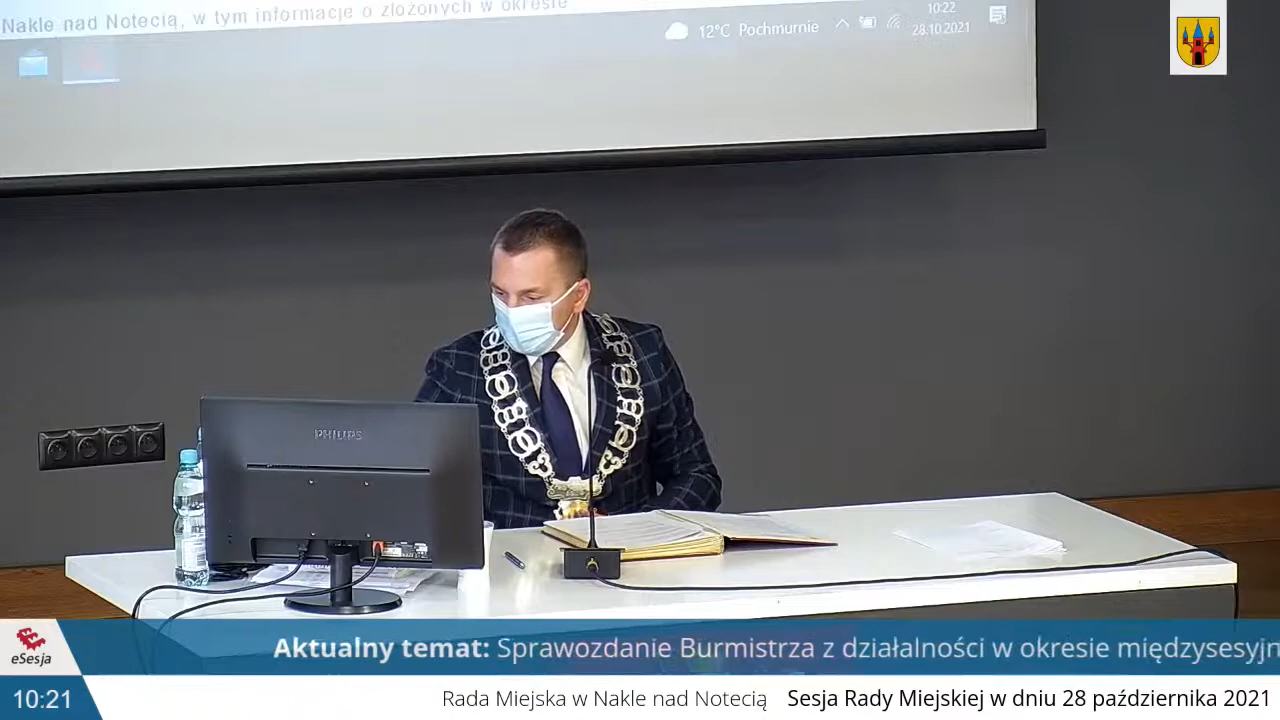 Nakle nad Notecią, w tym informacje o złożonych w okresie
12°C Pochmurnie
10:22
28.10.2021
PHILIPS
Aktualny temat: Sprawozdanie Burmistrza z działalności w okresie międzysesyjn
eSesja
10:21
Rada Miejska w Nakle nad Notecią
Sesja Rady Miejskiej w dniu 28 października 2021